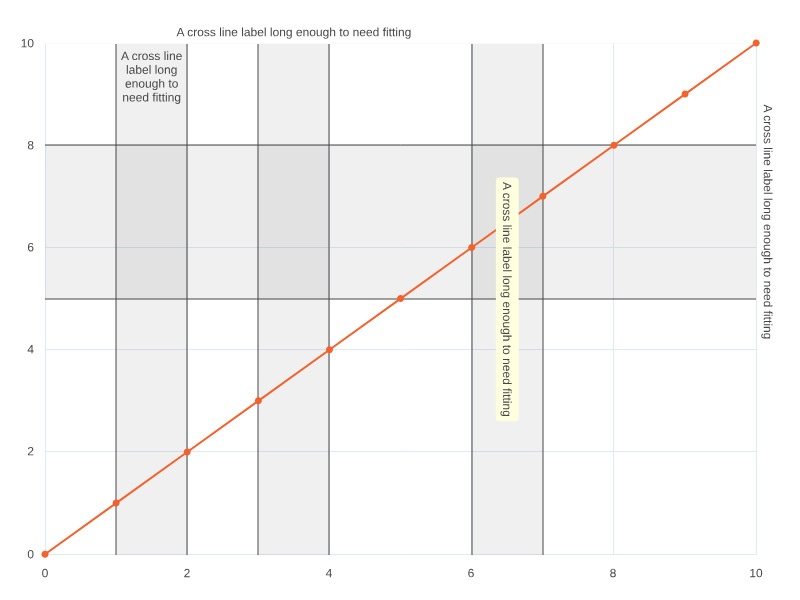 A cross line label long enough to need fitting
10
A cross line
label long
enough to
need fitting
8
6
4
2
0
A cross line label long enough to need fitting
A cross line label long enough to need fitting
0
2
4
6
8
10